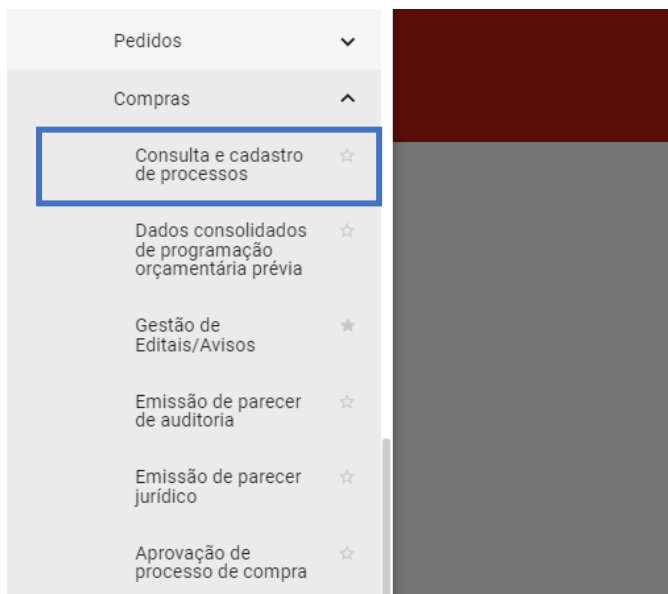 Pedidos
Compras
Consulta e cadastro
de processos
Dados consolidados
de programação
orçamentária prévia
Gestão de
Editais/Avisos
Emissão de parecer
de auditoria
Emissão de parecer
jurídico
Aprovação de
processo de compra